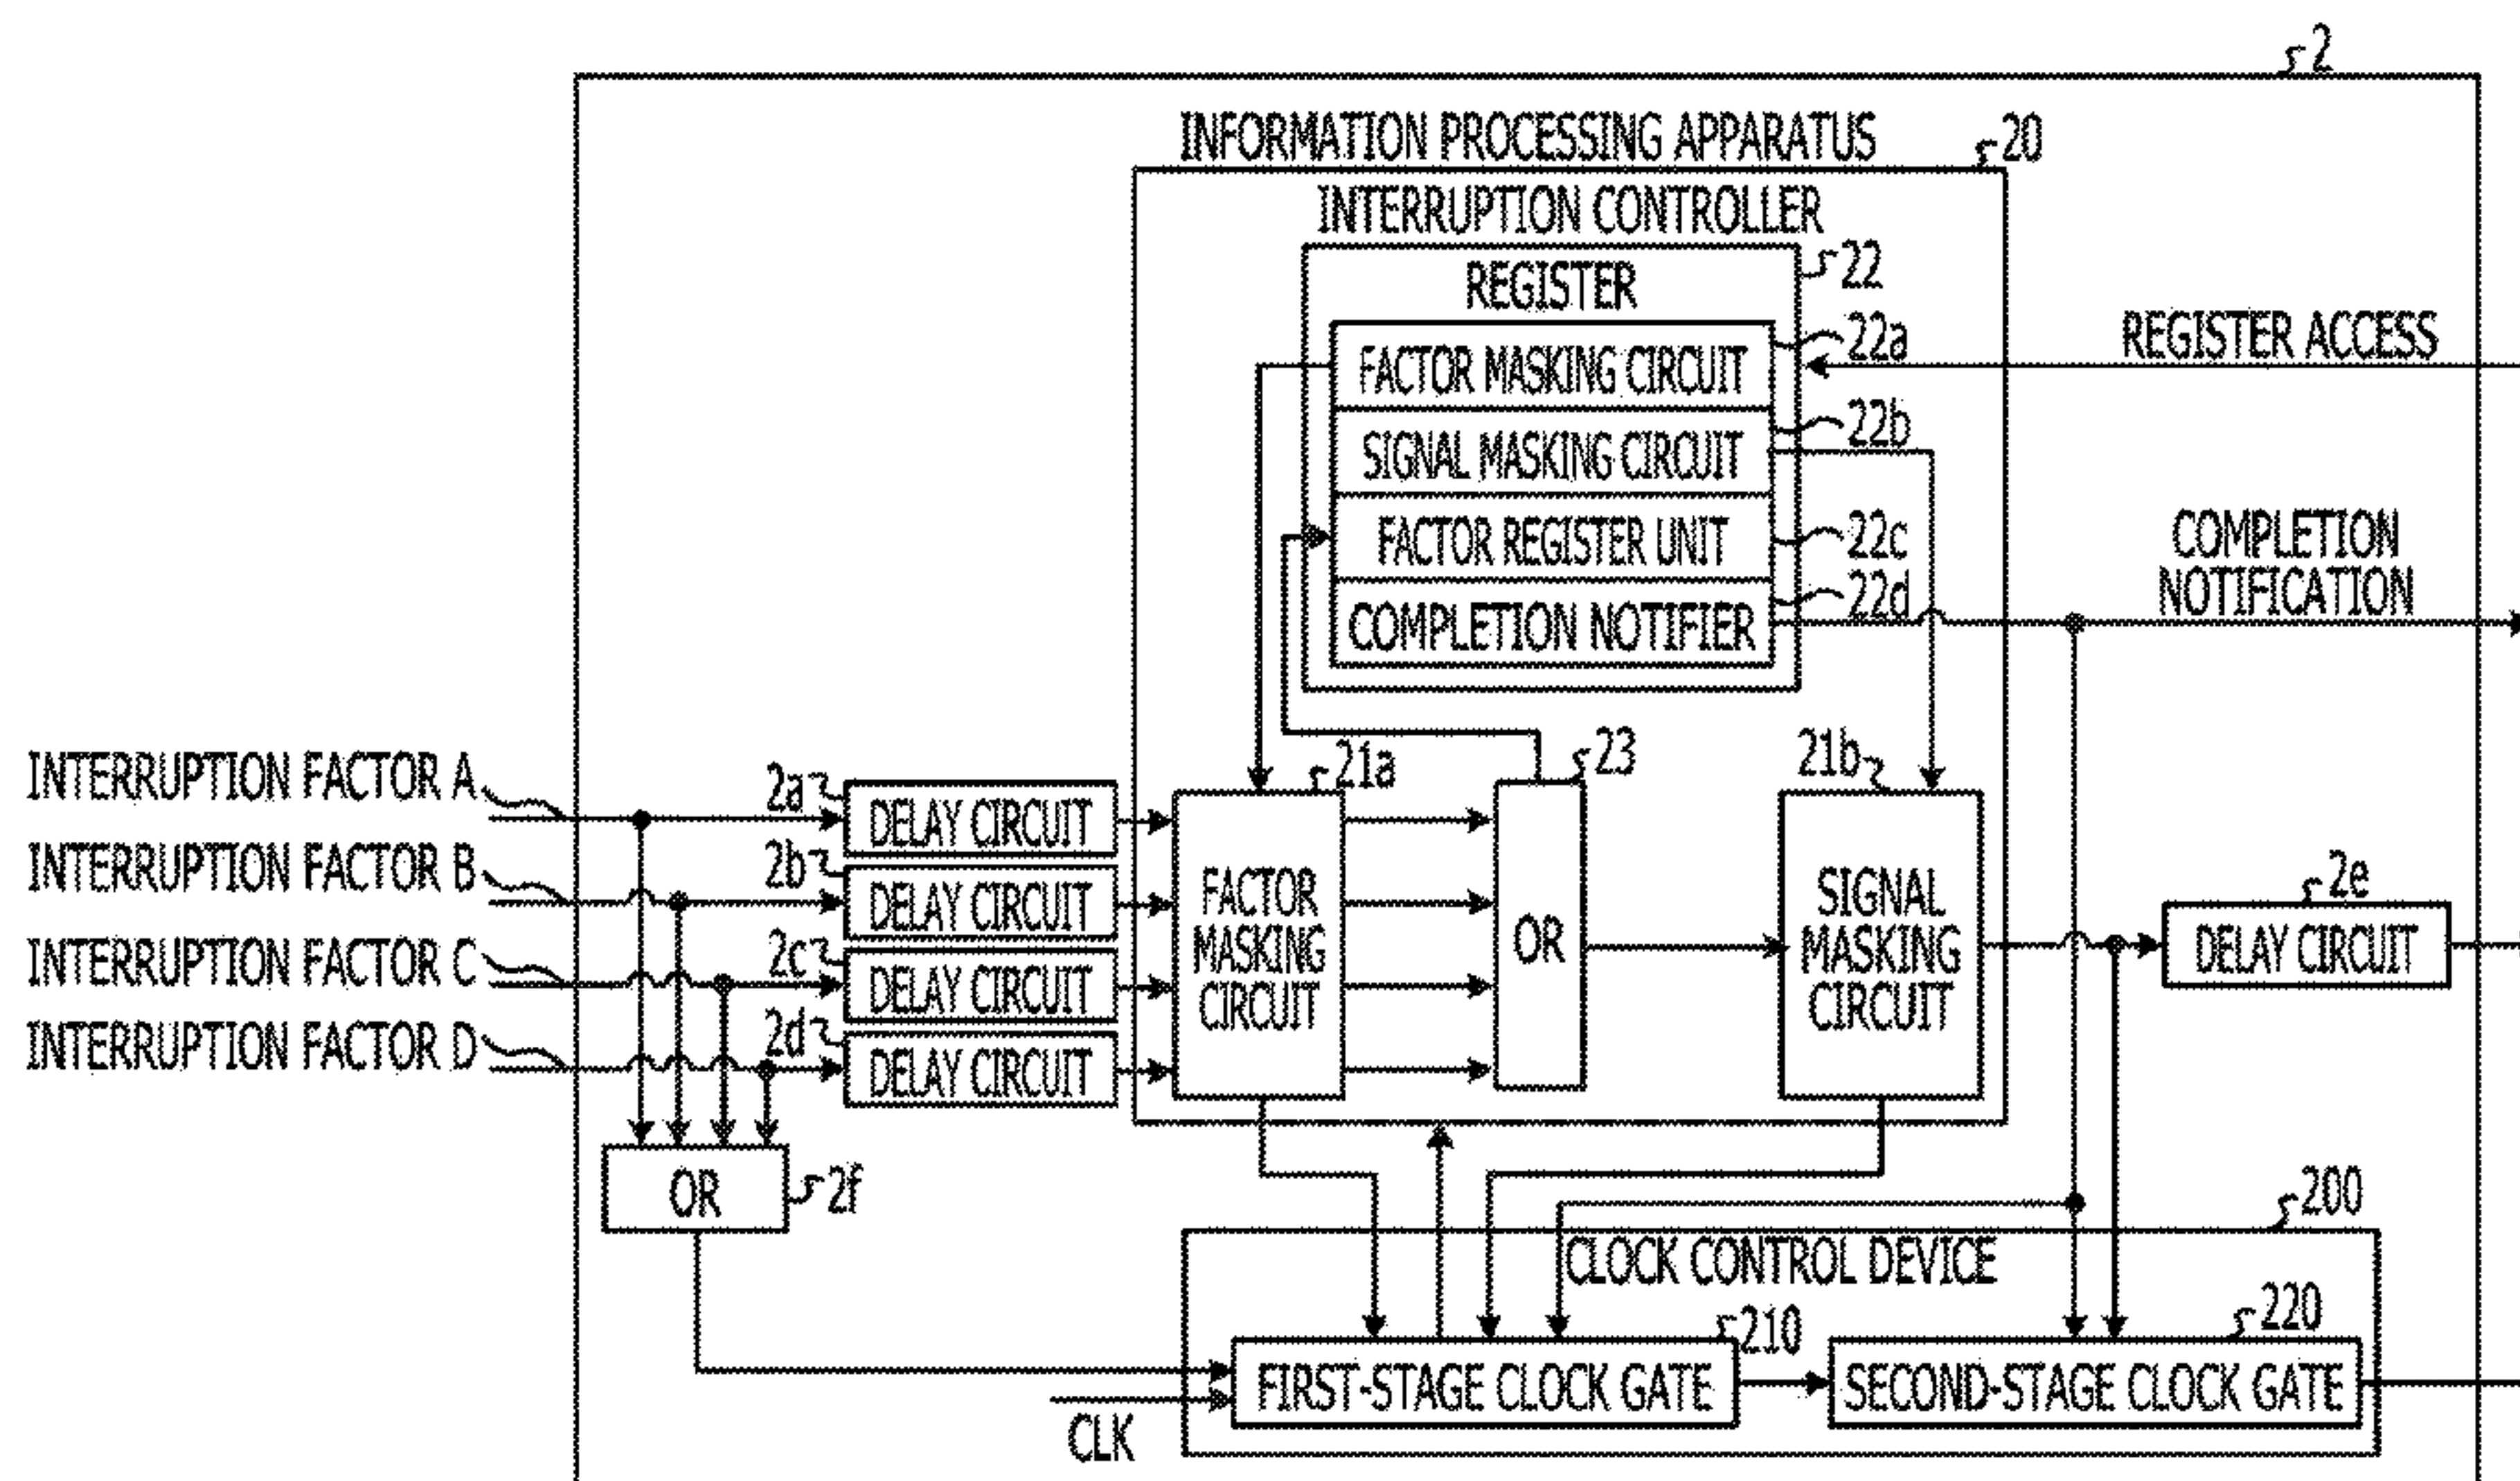 2
INFORMATION PROCESSING APPARATUS
20
INTERRUPTION CONTROLLER
REGISTER
22
FACTOR MASKING CIRCUIT
22a
REGISTER ACCESS
SIGNAL MASKING CIRCUIT
22b
FACTOR REGISTER UNIT
22c
COMPLETION
NOTIFICATION
COMPLETION NOTIFIER
22d
INTERRUPTION FACTOR A
INTERRUPTION FACTOR B
INTERRUPTION FACTOR C
INTERRUPTION FACTOR D
2a
DELAY CIRCUIT
2b
DELAY CIRCUIT
2c
DELAY CIRCUIT
2d
DELAY CIRCUIT
21a
FACTOR
MASKING
CIRCUIT
23
OR
21b
SIGNAL
MASKING
CIRCUIT
2e
DELAY CIRCUIT
OR
2f
200
CLOCK CONTROL DEVICE
210
FIRST-STAGE CLOCK GATE
220
SECOND-STAGE CLOCK GATE
CLK